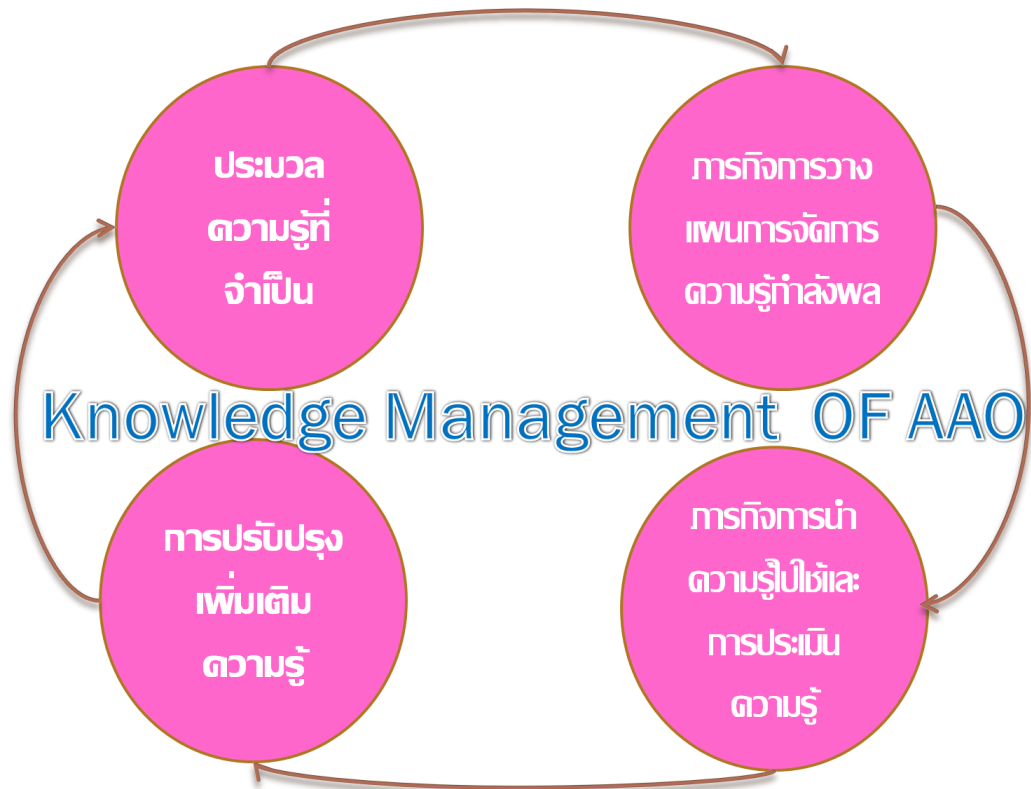 ประมวล
ความรู้ที่
จำเป็น
ภารกิจการวาง
แผนการจัดการ
ความรู้กำลังพล
Knowledge Management OF AAO
การปรับปรุง
เพิ่มเติม
ความรู้
ภารกิจการนำ
ความรู้ไปใช้และ
การประเมิน
ความรู้